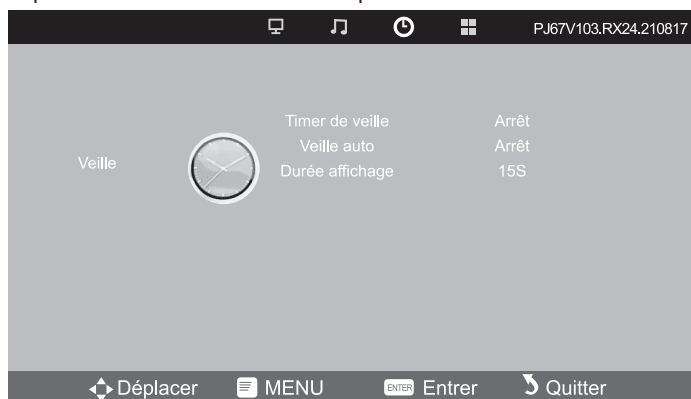 PJ67V103.RX24.210817
Timer de veille Arrêt
Veille auto Arrêt
Veille
Durée affichage 15S
Déplacer MENU ENTER Entrer Quitter